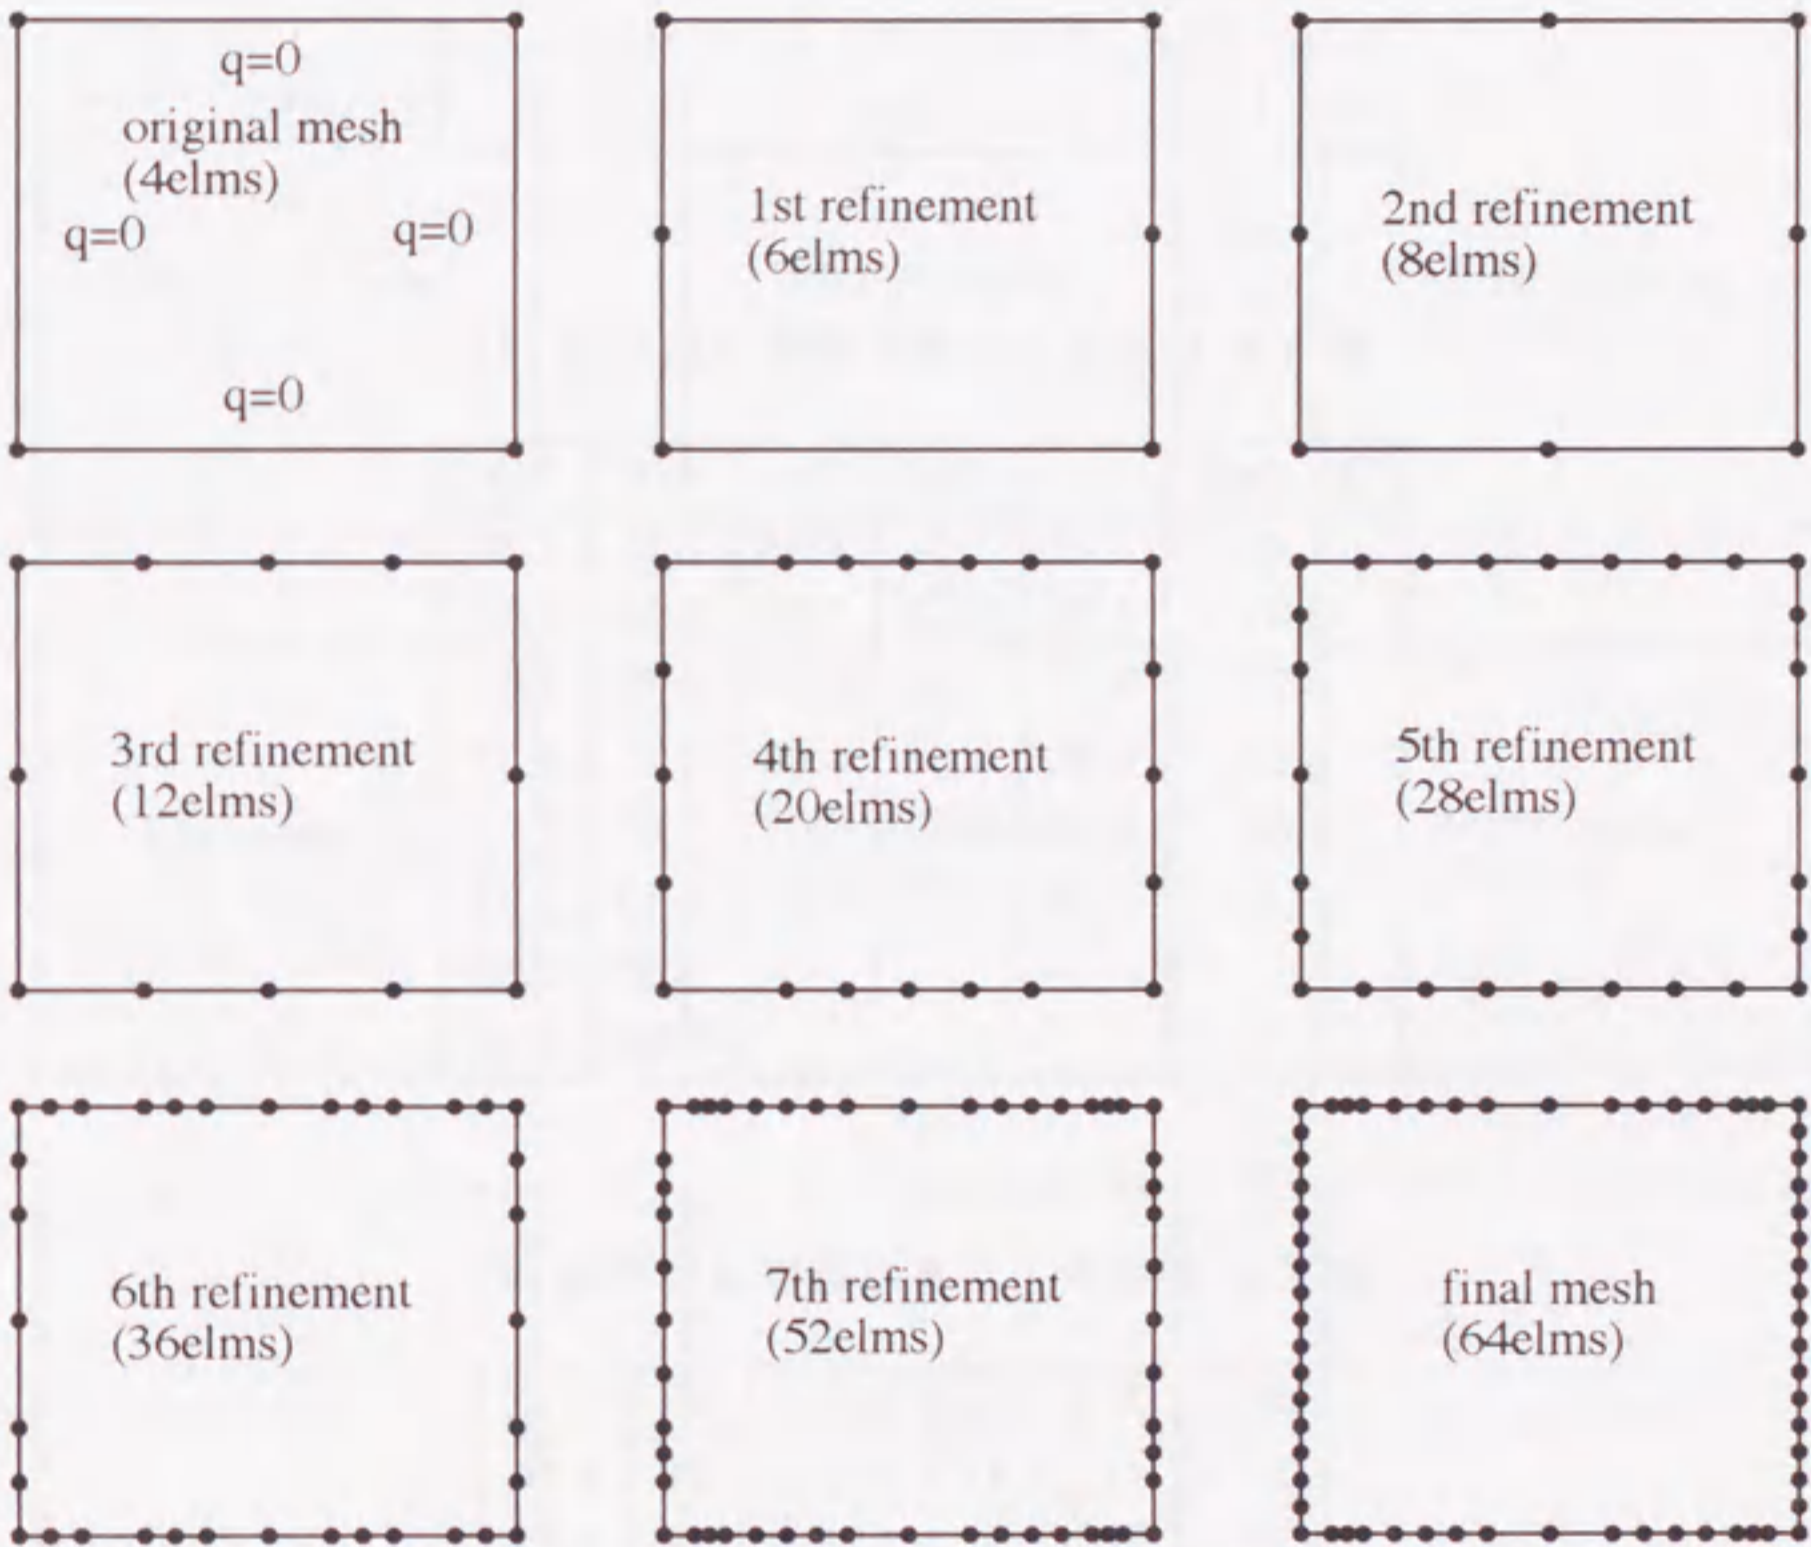 q=0
original mesh
(4elms)
q=0 q=0
q=0
1st refinement
(6elms)
2nd refinement
(8elms)
3rd refinement
(12elms)
4th refinement
(20elms)
5th refinement
(28elms)
6th refinement
(36elms)
7th refinement
(52elms)
final mesh
(64elms)